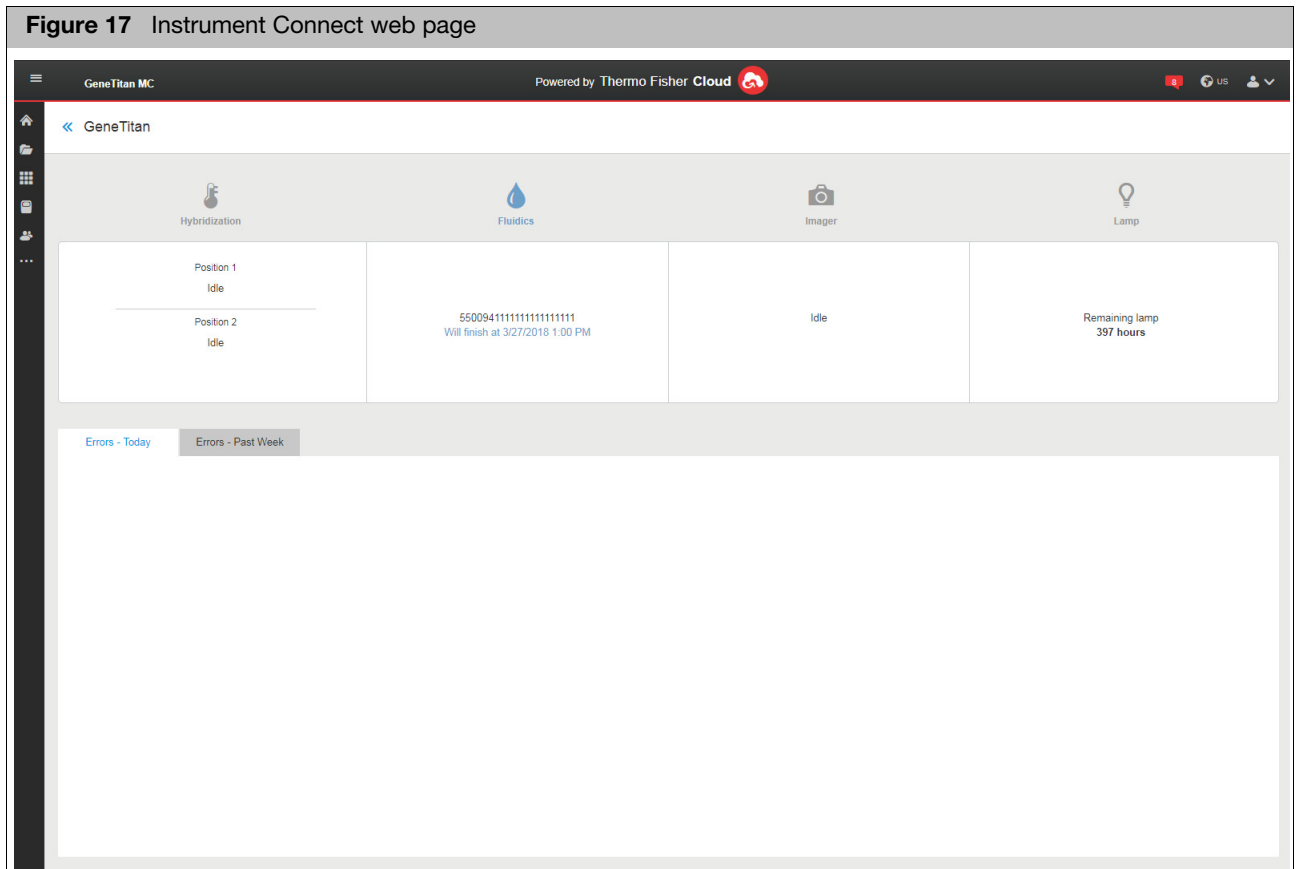 Figure 17 Instrument Connect web page
GeneTitan MC
Powered by Thermo Fisher Cloud
8
US
« GeneTitan
Hybridization
Fluidics
Imager
Lamp
Position 1
Idle
Position 2
Idle
5500941111111111111111
Will finish at 3/27/2018 1:00 PM
Idle
Remaining lamp
397 hours
Errors - Today
Errors - Past Week